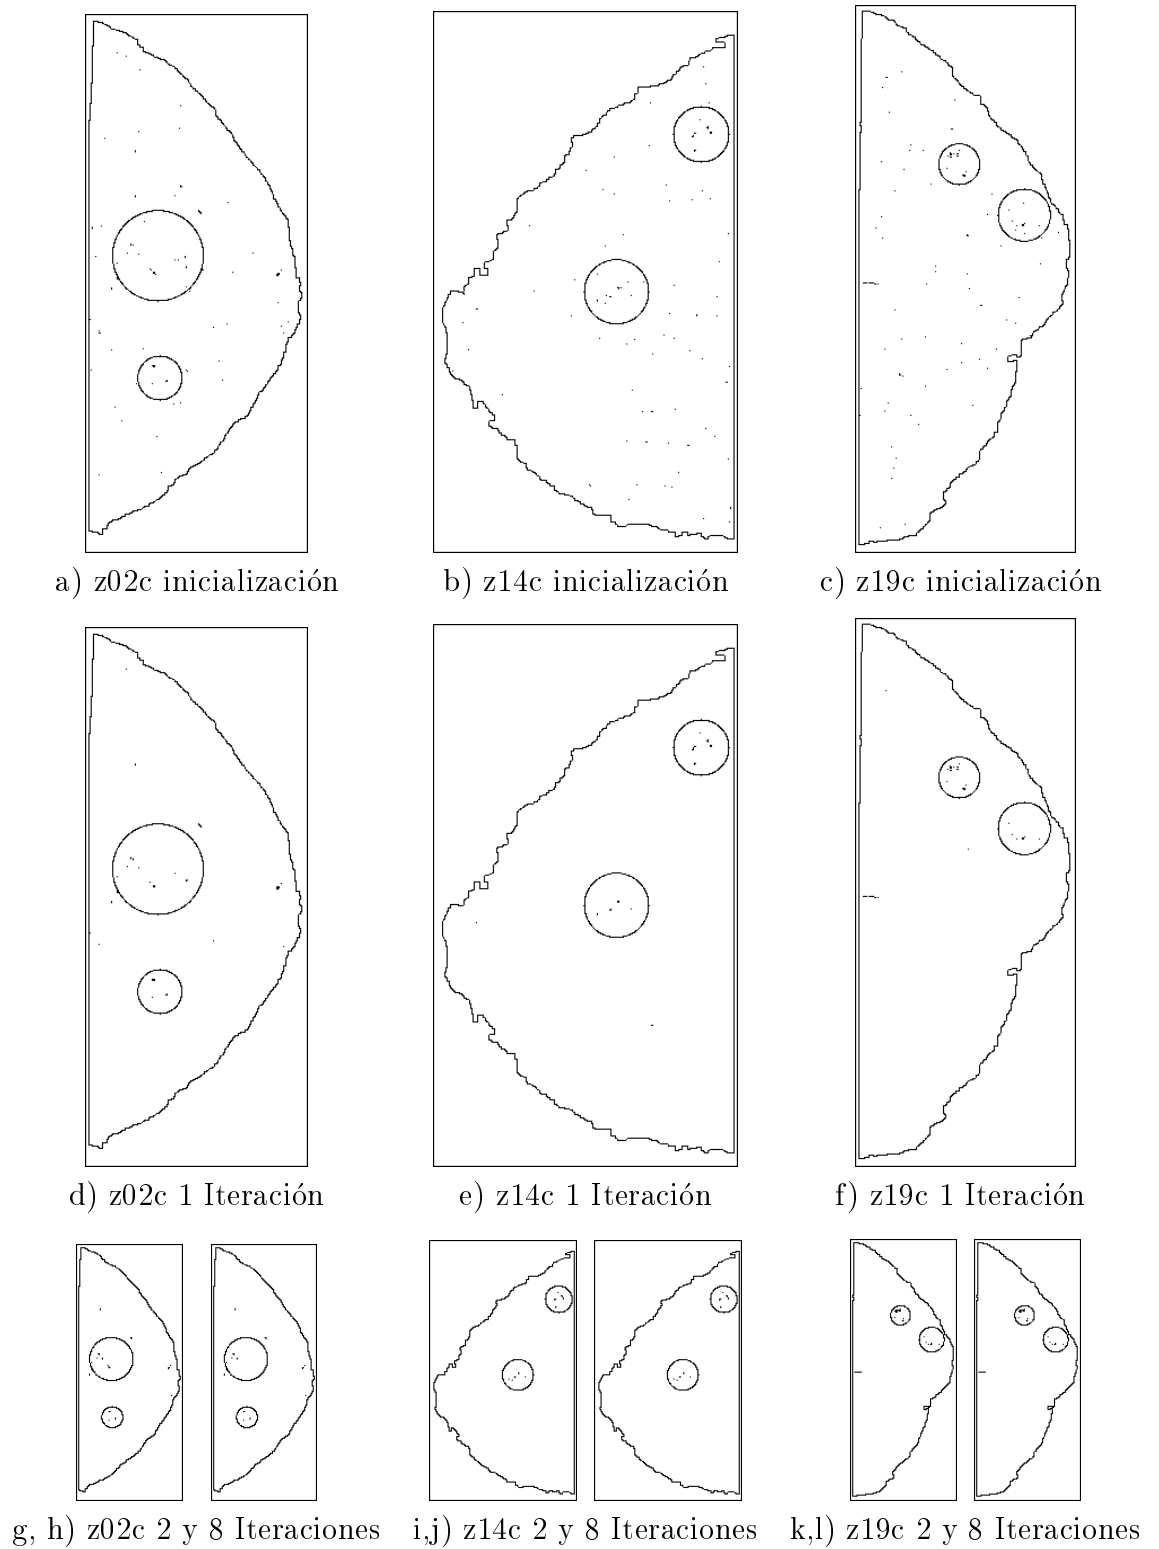 a) z02c inicialización
b) z14c inicialización
c) z19c inicialización
d) z02c 1 Iteración
e) z14c 1 Iteración
f) z19c 1 Iteración
g, h) z02c 2 y 8 Iteraciones
i,j) z14c 2 y 8 Iteraciones
k,l) z19c 2 y 8 Iteraciones